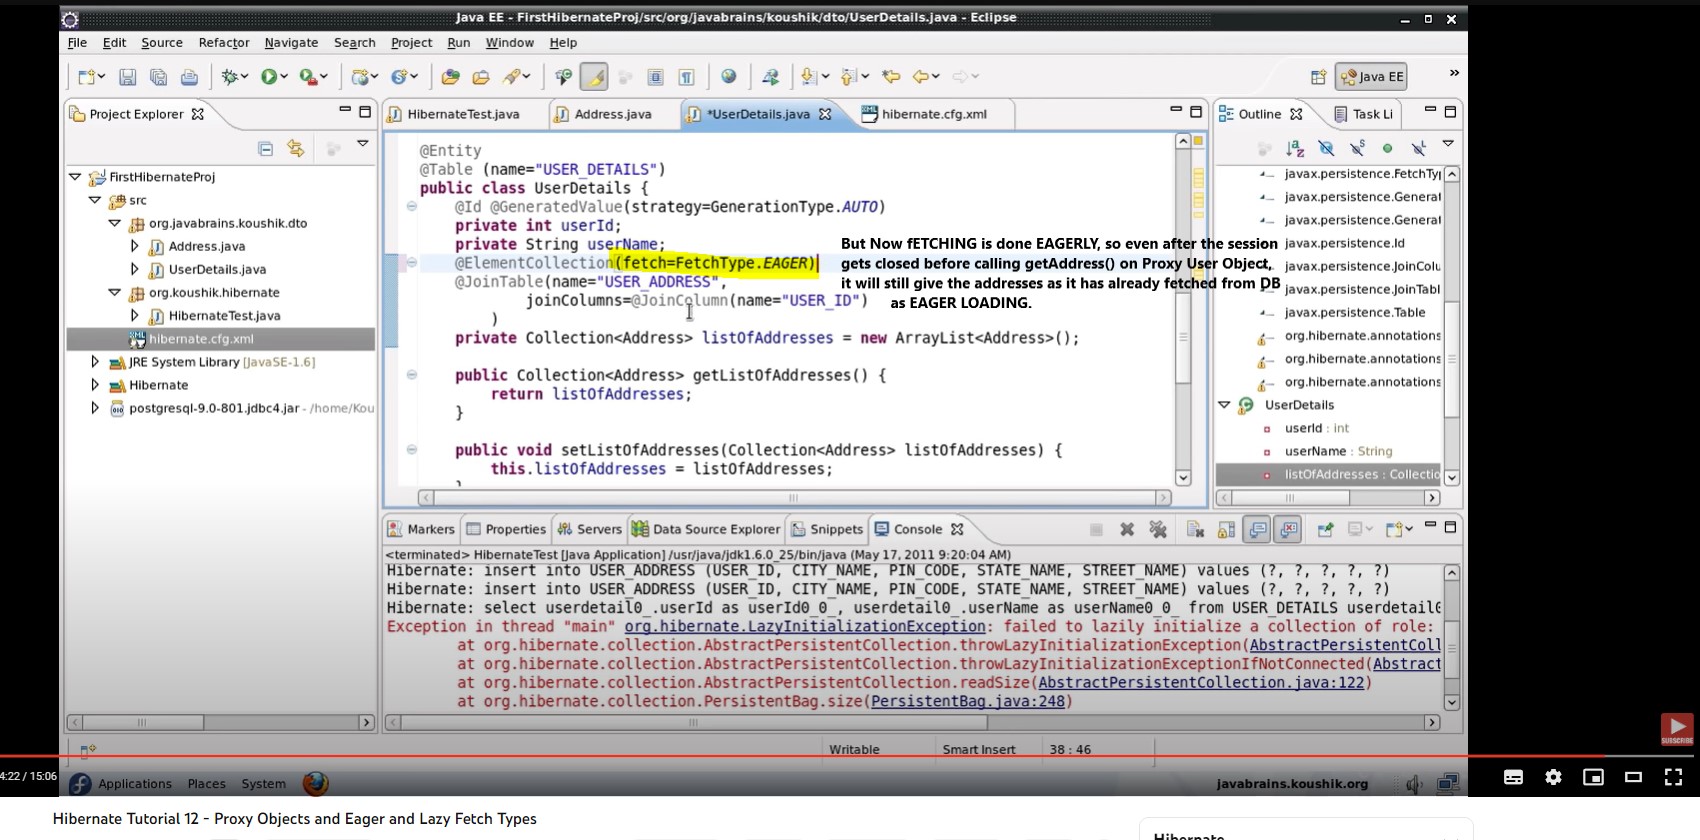 Java EE - FirstHibernateProj/src/org/javabrains/koushik/dto/UserDetails.java - Eclipse
File Edit Source Refactor Navigate Search Project Run Window Help
Java EE
Project Explorer
FirstHibernateProj
src
org.javabrains.koushik.dto
Address.java
UserDetails.java
org.koushik.hibernate
HibernateTest.java
hibernate.cfg.xml
JRE System Library [JavaSE-1.6]
Hibernate
postgresql-9.0-801.jdbc4.jar - /home/Kou
HibernateTest.java Address.java *UserDetails.java hibernate.cfg.xml
@Entity
@Table (name="USER_DETAILS")
public class UserDetails {
@Id @GeneratedValue(strategy=GenerationType.AUTO)
private int userId;
private String userName;
@ElementCollection(fetch=FetchType.EAGER)
@JoinTable(name="USER_ADDRESS",
joinColumns=@JoinColumn(name="USER_ID")
)
private Collection<Address> listOfAddresses = new ArrayList<Address>();
public Collection<Address> getListOfAddresses() {
return listOfAddresses;
}
public void setListOfAddresses(Collection<Address> listOfAddresses) {
this.listOfAddresses = listOfAddresses;
But Now fETCHING is done EAGERLY, so even after the session
gets closed before calling getAddress() on Proxy User Object,
it will still give the addresses as it has already fetched from DB
as EAGER LOADING.
Outline Task Li
javax.persistence.FetchTy
javax.persistence.Generat
javax.persistence.Generat
javax.persistence.Id
javax.persistence.JoinColu
javax.persistence.JoinTabl
javax.persistence.Table
org.hibernate.annotations
org.hibernate.annotations
org.hibernate.annotations
UserDetails
userId : int
userName : String
listOfAddresses : Collectio
Markers Properties Servers Data Source Explorer Snippets Console
<terminated> HibernateTest [Java Application] /usr/java/jdk1.6.0_25/bin/java (May 17, 2011 9:20:04 AM)
Hibernate: insert into USER_ADDRESS (USER_ID, CITY_NAME, PIN_CODE, STATE_NAME, STREET_NAME) values (?, ?, ?, ?, ?)
Hibernate: insert into USER_ADDRESS (USER_ID, CITY_NAME, PIN_CODE, STATE_NAME, STREET_NAME) values (?, ?, ?, ?, ?)
Hibernate: select userdetail0_.userId as userId0_0_, userdetail0_.userName as userName0_0_ from USER_DETAILS userdetail0
Exception in thread "main" org.hibernate.LazyInitializationException: failed to lazily initialize a collection of role:
at org.hibernate.collection.AbstractPersistentCollection.throwLazyInitializationException(AbstractPersistentColl
at org.hibernate.collection.AbstractPersistentCollection.throwLazyInitializationExceptionIfNotConnected(Abstract
at org.hibernate.collection.AbstractPersistentCollection.readSize(AbstractPersistentCollection.java:122)
at org.hibernate.collection.PersistentBag.size(PersistentBag.java:248)
Writable Smart Insert 38 : 46
Applications Places System
javabrains.koushik.org
SUBSCRIBE
4:22 / 15:06
Hibernate Tutorial 12 - Proxy Objects and Eager and Lazy Fetch Types
Hibernate